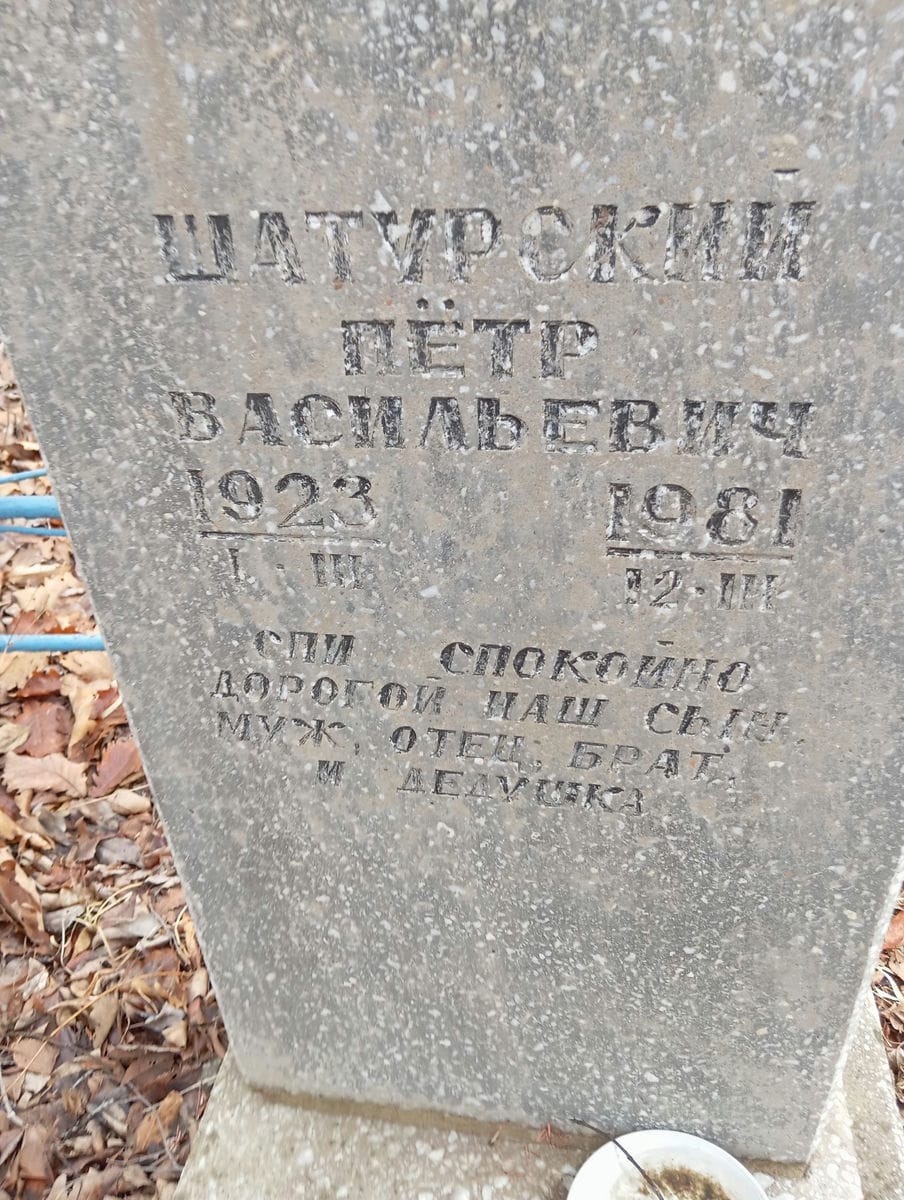 ШАТУРСКИЙ
ПЁТР
ВАСИЛЬЕВИЧ
1923 1981
1 · III 12 · III
СПИ СПОКОЙНО
ДОРОГОЙ НАШ СЫН,
МУЖ, ОТЕЦ, БРАТ,
И ДЕДУШКА